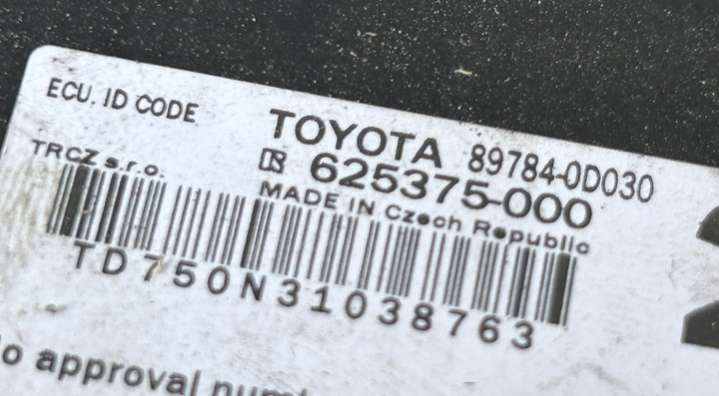 ECU. ID CODE
TOYOTA 89784-0D030
TRCZ s.r.o.
625375-000
MADE IN Czech Republic
TD750N31038763
approval